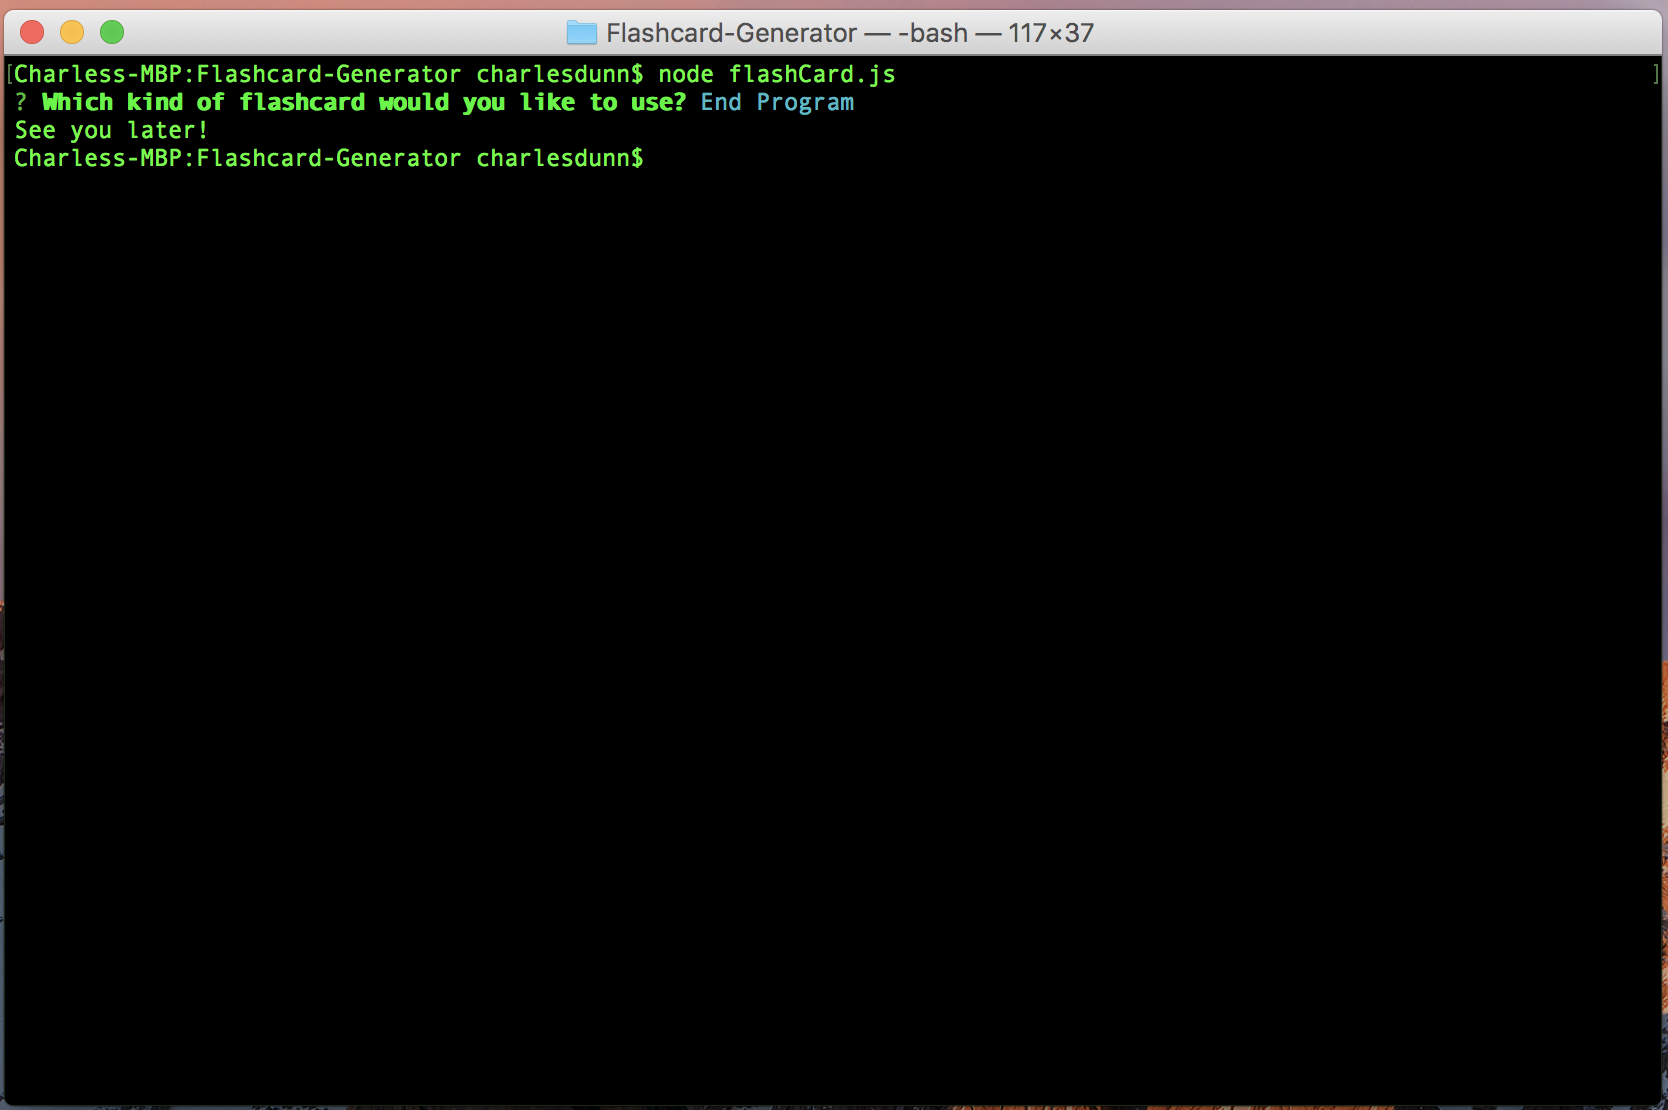 Flashcard-Generator — -bash — 117×37
[Charless-MBP:Flashcard-Generator charlesdunn$ node flashCard.js ]
? Which kind of flashcard would you like to use? End Program
See you later!
Charless-MBP:Flashcard-Generator charlesdunn$